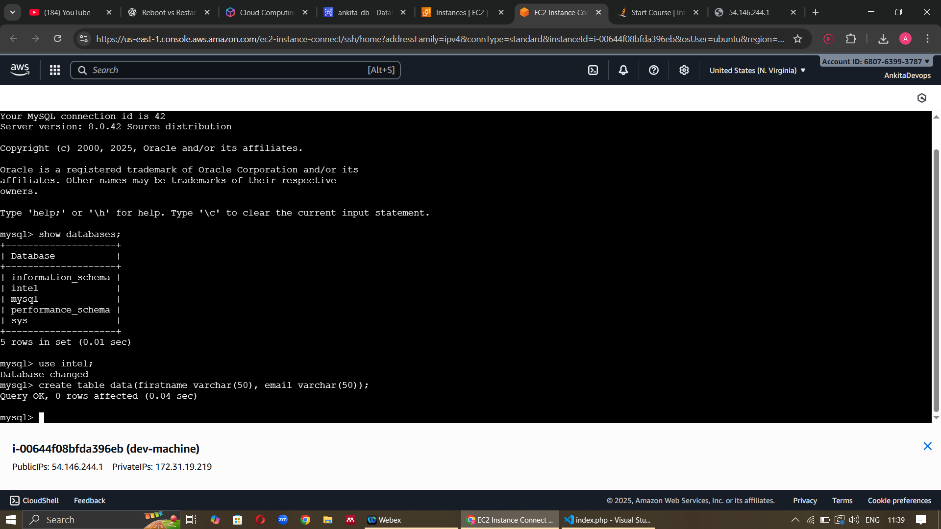 (184) YouTube
Reboot vs Restar
Cloud Computin
ankita-db - Data
Instances | EC2 |
EC2 Instance Con
Start Course | Int
54.146.244.1
https://us-east-1.console.aws.amazon.com/ec2-instance-connect/ssh/home?addressFamily=ipv4&connType=standard&instanceId=i-00644f08bfda396eb&osUser=ubuntu&region=...
A
aws
Search [Alt+S]
United States (N. Virginia) ▼
Account ID: 6807-6399-3787 ▼
AnkitaDevops
Your MySQL connection id is 42
Server version: 8.0.42 Source distribution
Copyright (c) 2000, 2025, Oracle and/or its affiliates.
Oracle is a registered trademark of Oracle Corporation and/or its
affiliates. Other names may be trademarks of their respective
owners.
Type 'help;' or '\h' for help. Type '\c' to clear the current input statement.
mysql> show databases;
+--------------------+
| Database           |
+--------------------+
| information_schema |
| intel              |
| mysql              |
| performance_schema |
| sys                |
+--------------------+
5 rows in set (0.01 sec)
mysql> use intel;
Database changed
mysql> create table data(firstname varchar(50), email varchar(50));
Query OK, 0 rows affected (0.04 sec)
mysql>
i-00644f08bfda396eb (dev-machine)
PublicIPs: 54.146.244.1 PrivateIPs: 172.31.19.219
CloudShell Feedback © 2025, Amazon Web Services, Inc. or its affiliates. Privacy Terms Cookie preferences
Search
Webex
EC2 Instance Connect ...
index.php - Visual Stu...
ENG
11:39